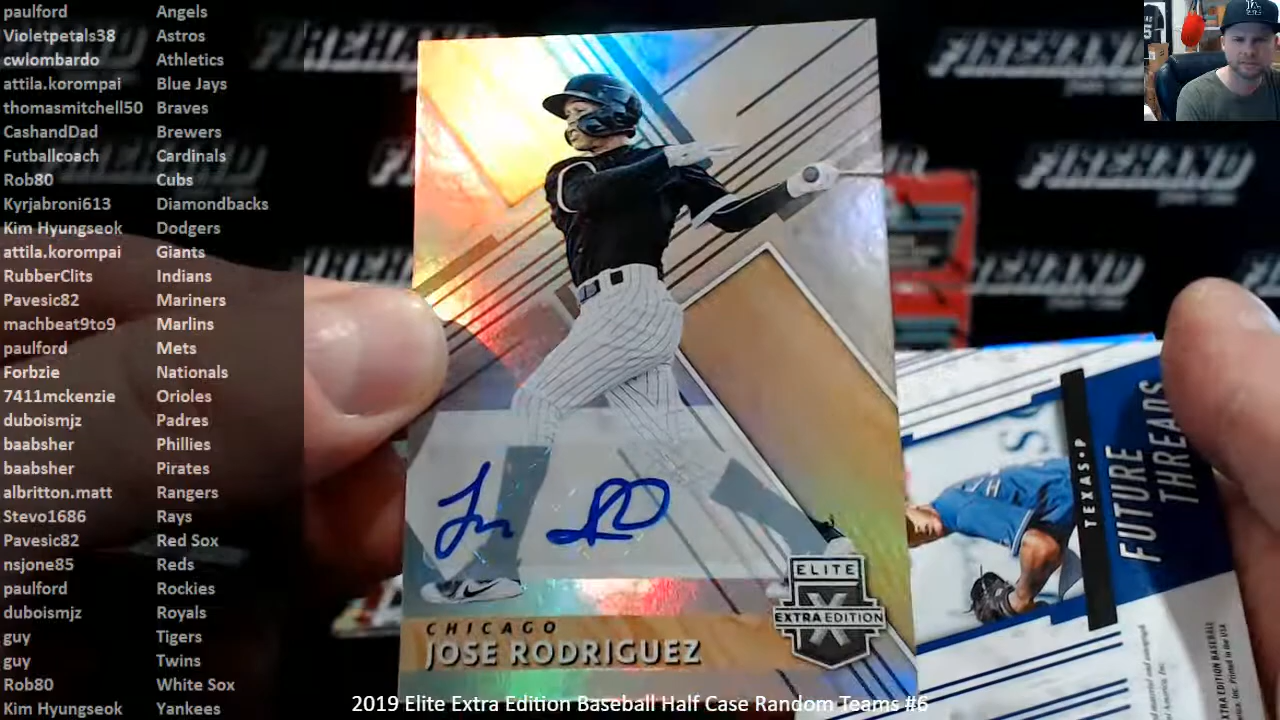 paulford Angels
Violetpetals38 Astros
cwlombardo Athletics
attila.korompai Blue Jays
thomasmitchell50 Braves
CashandDad Brewers
Futballcoach Cardinals
Rob80 Cubs
Kyrjabroni613 Diamondbacks
Kim Hyungseok Dodgers
attila.korompai Giants
RubberClits Indians
Pavesic82 Mariners
machbeat9to9 Marlins
paulford Mets
Forbzie Nationals
7411mckenzie Orioles
duboismjz Padres
baabsher Phillies
baabsher Pirates
albritton.matt Rangers
Stevo1686 Rays
Pavesic82 Red Sox
nsjone85 Reds
paulford Rockies
duboismjz Royals
guy Tigers
guy Twins
Rob80 White Sox
Kim Hyungseok Yankees
FIREHAND
FIREHAND
FIREHAND
CHICAGO
JOSE RODRIGUEZ
ELITE
EXTRA EDITION
X
TEXAS • P
FUTURE
THREADS
2019 Elite Extra Edition Baseball Half Case Random Teams #6